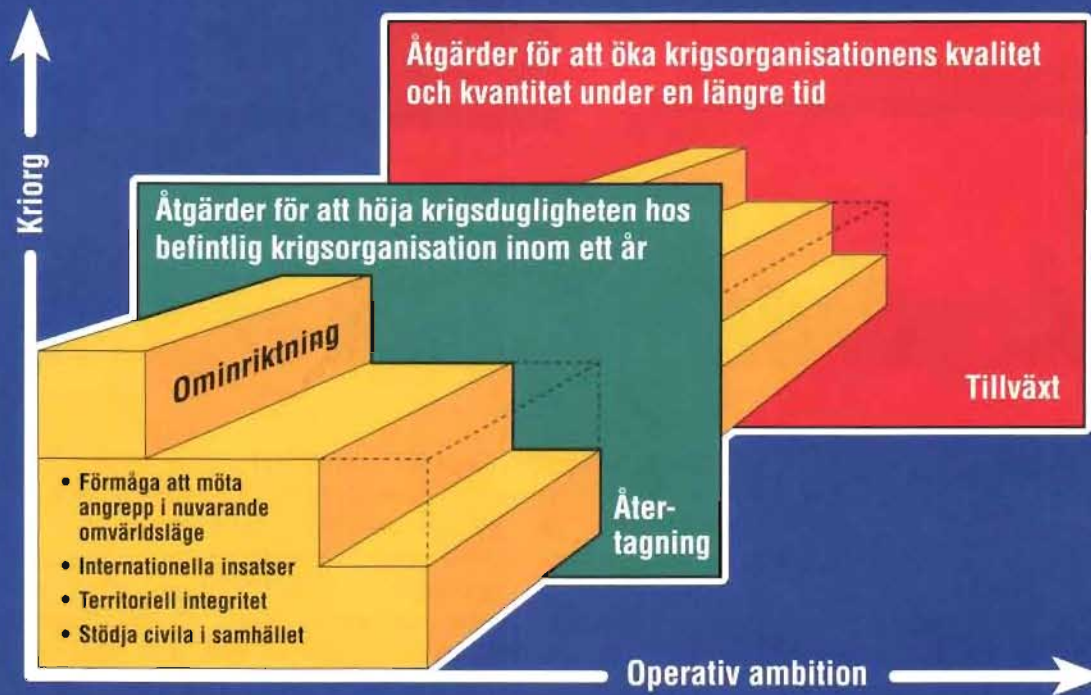 Åtgärder för att öka krigsorganisationens kvalitet
och kvantitet under en längre tid
Tillväxt
Åtgärder för att höja krigsdugligheten hos
befintlig krigsorganisation inom ett år
Åter-
tagning
Kriorg
Ominriktning
• Förmåga att möta
angrepp i nuvarande
omvärldsläge
• Internationella insatser
• Territoriell integritet
• Stödja civila i samhället
Operativ ambition